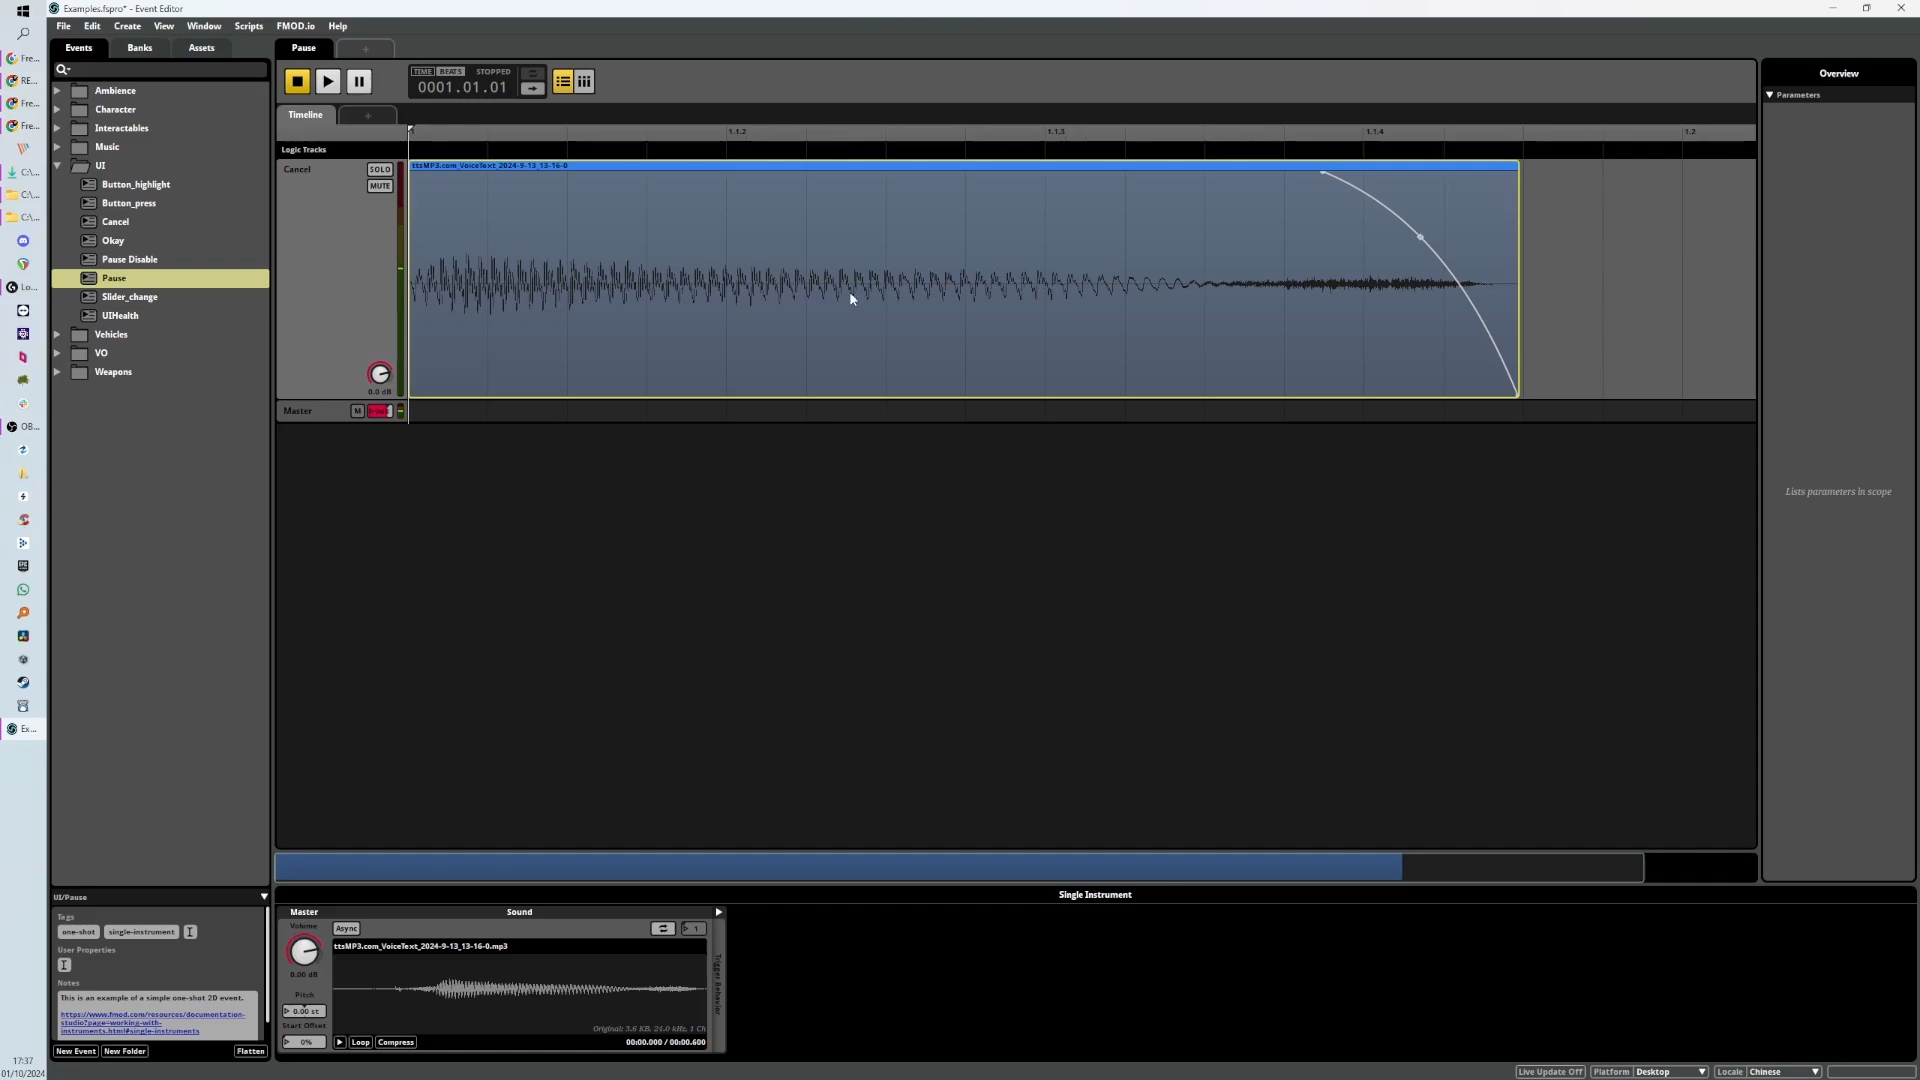 Examples.fspro* - Event Editor
File Edit Create View Window Scripts FMOD.io Help
Events Banks Assets
Pause
TIME BEATS STOPPED
0001.01.01
Overview
Parameters
Lists parameters in scope
Fre...
RE...
Fre...
Fre...
C:\...
C:\...
C:\...
Lo...
OB...
Ex...
17:37
01/10/2024
Ambience
Character
Interactables
Music
UI
Button_highlight
Button_press
Cancel
Okay
Pause Disable
Pause
Slider_change
UIHealth
Vehicles
VO
Weapons
Timeline
1.1.2 1.1.3 1.1.4 1.2
Logic Tracks
Cancel SOLO
MUTE
ttsMP3.com_VoiceText_2024-9-13_13-16-0
0.0 dB
Master M
UI/Pause
Tags
one-shot single-instrument
User Properties
Notes
This is an example of a simple one-shot 2D event.
https://www.fmod.com/resources/documentation-
studio?page=working-with-
instruments.html#single-instruments
New Event New Folder Flatten
Single Instrument
Master Sound
Volume
Async 1
0.00 dB
ttsMP3.com_VoiceText_2024-9-13_13-16-0.mp3
Pitch
0.00 st
Start Offset
0%
Original: 3.6 KB, 24.0 kHz, 1 Ch
Loop Compress 00:00.000 / 00:00.600
Trigger Behavior
Live Update Off Platform Desktop Locale Chinese